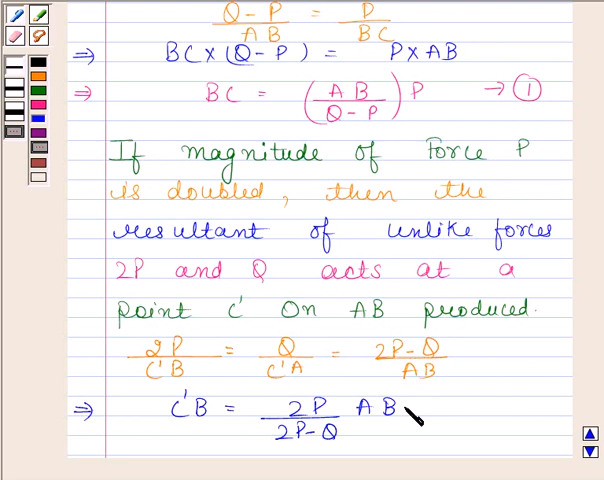 Q-P/AB = P/BC
⇒ BC×(Q-P) = P×AB
⇒ BC = (AB/Q-P) P → ①
If magnitude of Force P
is doubled, then the
resultant of unlike forces
2P and Q acts at a
point C' On AB produced.
2P/C'B = Q/C'A = 2P-Q/AB
⇒ C'B = 2P/2P-Q AB